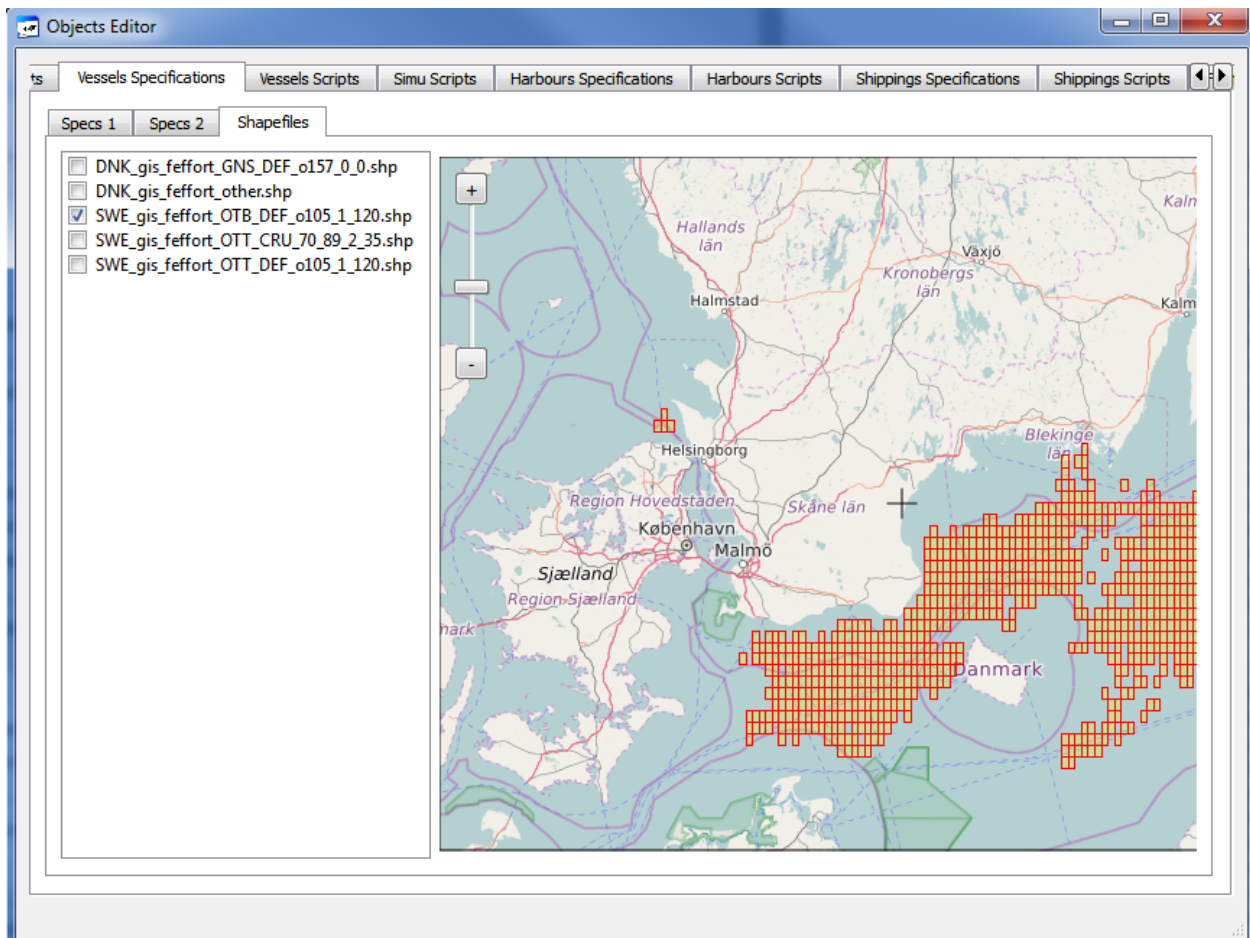 Objects Editor
ts Vessels Specifications Vessels Scripts Simu Scripts Harbours Specifications Harbours Scripts Shippings Specifications Shippings Scripts
Specs 1 Specs 2 Shapefiles
DNK_gis_feffort_GNS_DEF_o157_0_0.shp
DNK_gis_feffort_other.shp
SWE_gis_feffort_OTB_DEF_o105_1_120.shp
SWE_gis_feffort_OTT_CRU_70_89_2_35.shp
SWE_gis_feffort_OTT_DEF_o105_1_120.shp
+
-
Kaln
Hallands
län
Växjö
Kronobergs
län
Halmstad
Kalm
Blekinge
län
Helsingborg
Region Hovedstaden
Skåne län
København
Malmö
Sjælland
Region Sjælland
mark
Danmark